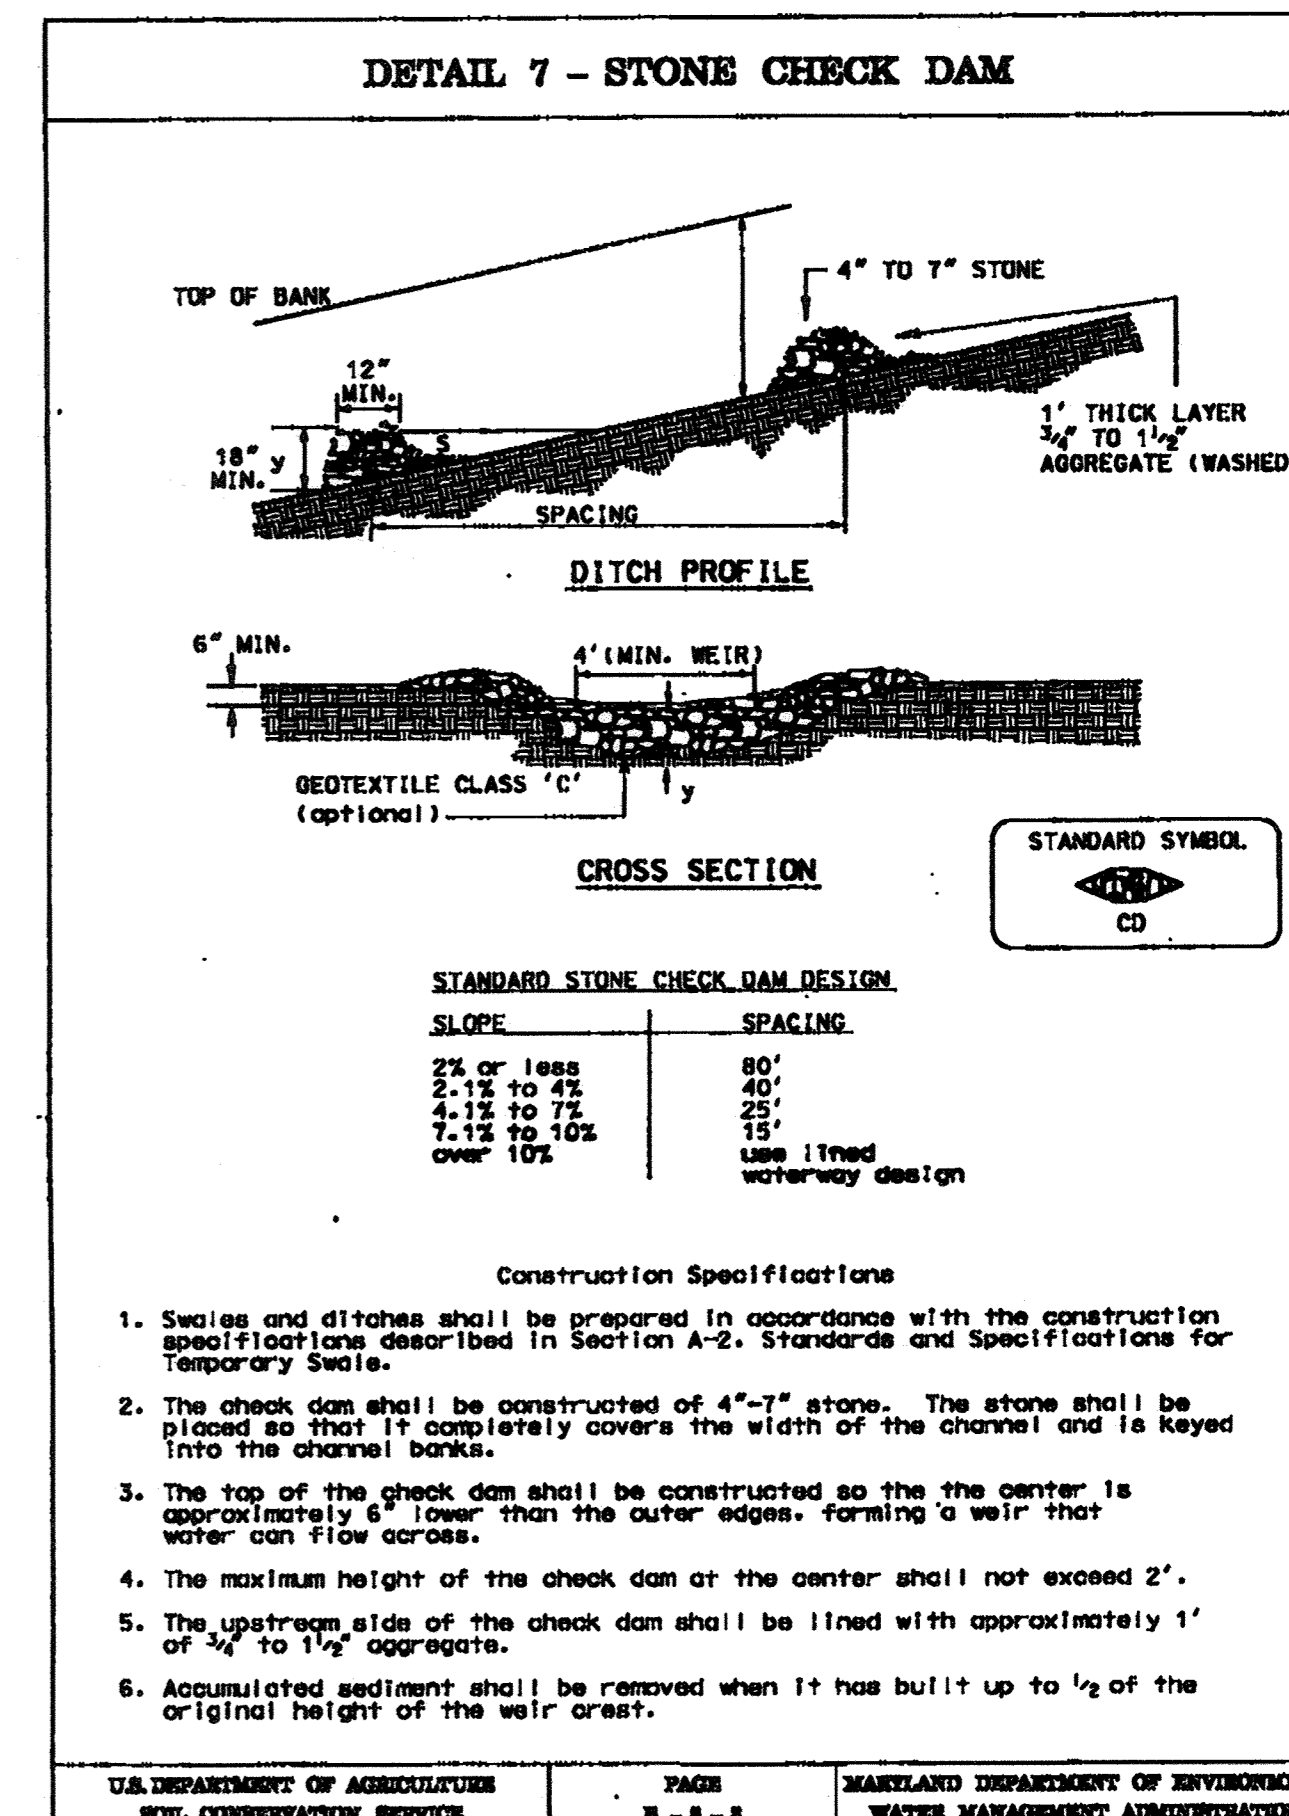 DETAIL 7 - STONE CHECK DAM
4" TO 7" STONE
TOP OF BANK
12"
MIN.
1' THICK LAYER
3/4" TO 1 1/2"
AGGREGATE (WASHED
S
18" y
MIN.
SPACING
DITCH PROFILE
6" MIN.
4' (MIN. WEIR)
GEOTEXTILE CLASS 'C'
(optional)
y
CROSS SECTION
STANDARD SYMBOL
CD
STANDARD STONE CHECK DAM DESIGN
SLOPE SPACING
2% or less 80'
2.1% to 4% 40'
4.1% to 7% 25'
7.1% to 10% 15'
over 10% use lined
waterway design
Construction Specifications
1. Swales and ditches shall be prepared in accordance with the construction
specifications described in Section A-2. Standards and Specifications for
Temporary Swale.
2. The check dam shall be constructed of 4"-7" stone. The stone shall be
placed so that it completely covers the width of the channel and is keyed
into the channel banks.
3. The top of the check dam shall be constructed so the the center is
approximately 6" lower than the outer edges. forming a weir that
water can flow across.
4. The maximum height of the check dam at the center shall not exceed 2'.
5. The upstream side of the check dam shall be lined with approximately 1'
of 3/4" to 1 1/2" aggregate.
6. Accumulated sediment shall be removed when it has built up to 1/2 of the
original height of the weir crest.
U.S. DEPARTMENT OF AGRICULTURE
SOIL CONSERVATION SERVICE
PAGE
MARYLAND DEPARTMENT OF ENVIRONME
WATER MANAGEMENT ADMINISTRATIO